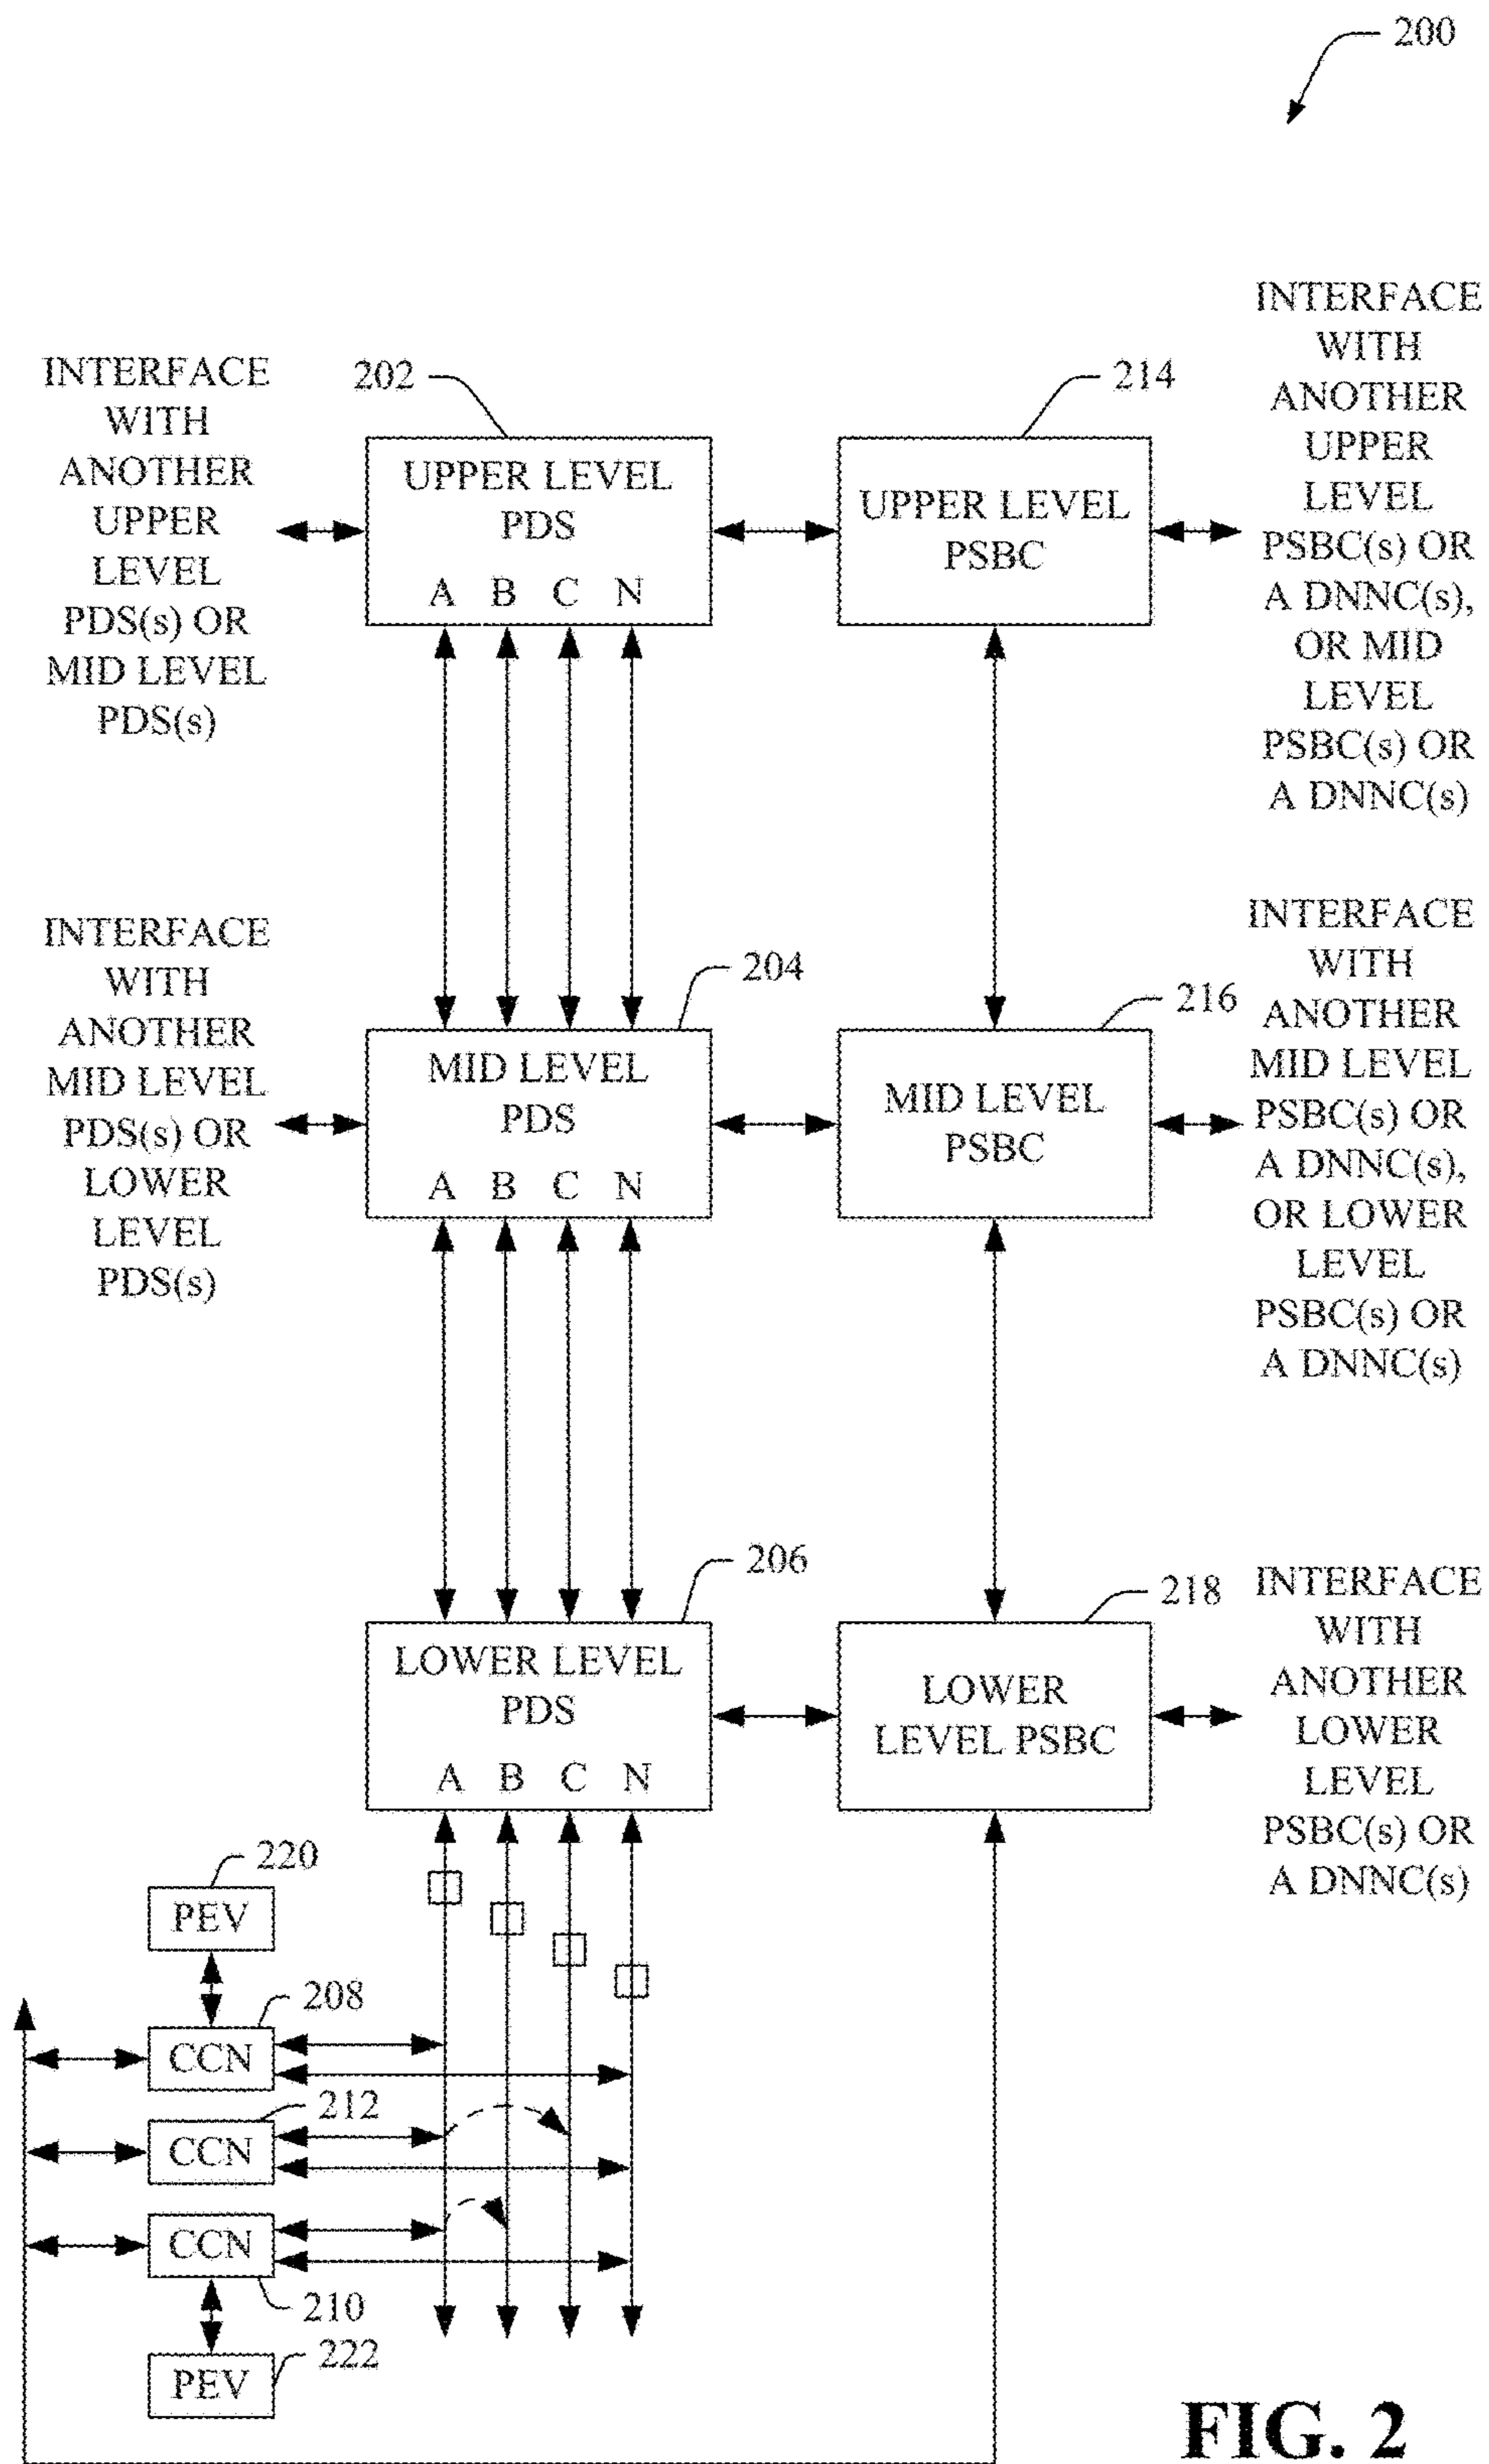 200
INTERFACE
WITH
ANOTHER
UPPER
LEVEL
PDS(s) OR
MID LEVEL
PDS(s)
202
UPPER LEVEL
PDS
A B C N
214
UPPER LEVEL
PSBC
INTERFACE
WITH
ANOTHER
UPPER
LEVEL
PSBC(s) OR
A DNNC(s),
OR MID
LEVEL
PSBC(s) OR
A DNNC(s)
INTERFACE
WITH
ANOTHER
MID LEVEL
PDS(s) OR
LOWER
LEVEL
PDS(s)
204
MID LEVEL
PDS
A B C N
216
MID LEVEL
PSBC
INTERFACE
WITH
ANOTHER
MID LEVEL
PSBC(s) OR
A DNNC(s),
OR LOWER
LEVEL
PSBC(s) OR
A DNNC(s)
206
LOWER LEVEL
PDS
A B C N
218
LOWER
LEVEL PSBC
INTERFACE
WITH
ANOTHER
LOWER
LEVEL
PSBC(s) OR
A DNNC(s)
220
PEV
208
CCN
212
CCN
CCN
210
222
PEV
FIG. 2